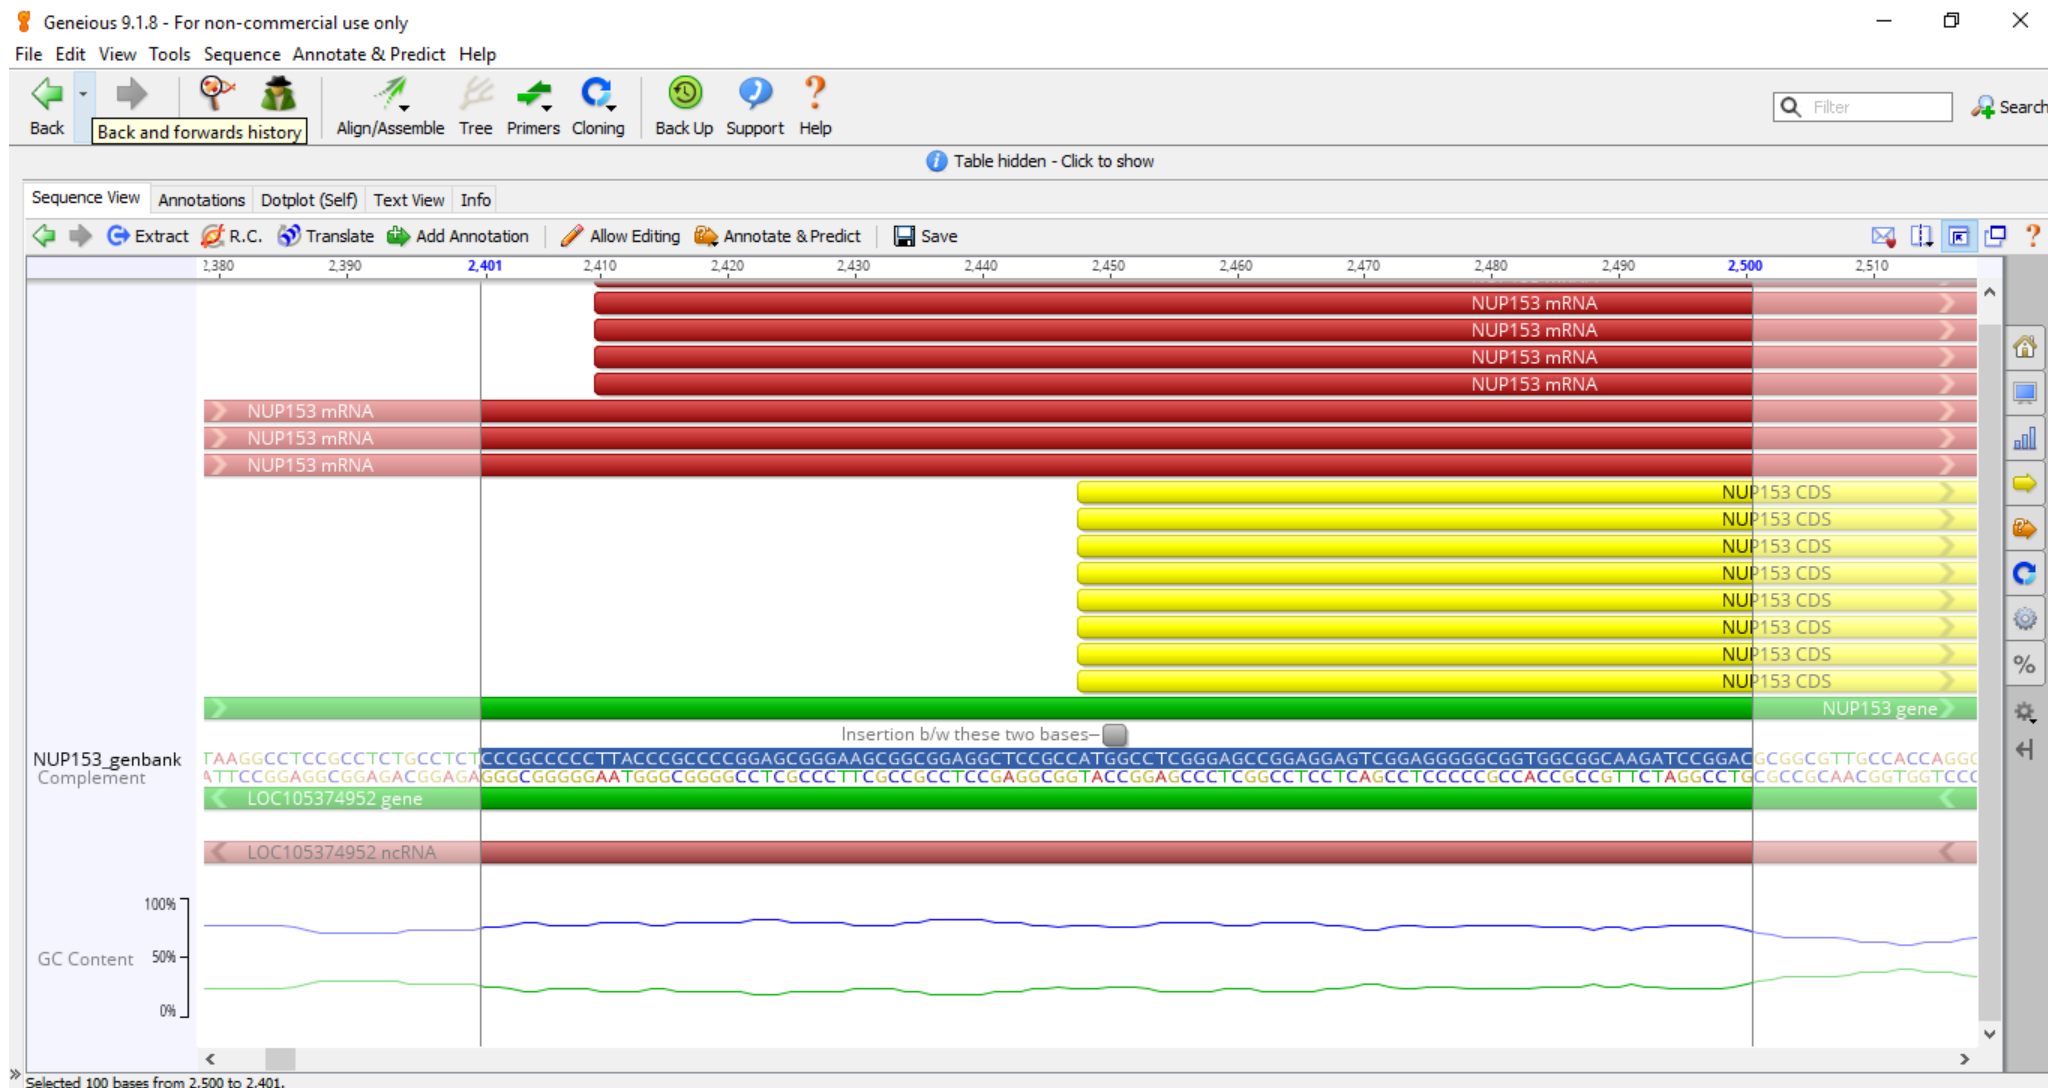 Geneious 9.1.8 - For non-commercial use only
File Edit View Tools Sequence Annotate & Predict Help
Back Align/Assemble Tree Primers Cloning Back Up Support Help Filter Search
Back and forwards history
Table hidden - Click to show
Sequence View Annotations Dotplot (Self) Text View Info
Extract R.C. Translate Add Annotation Allow Editing Annotate & Predict Save
2,380 2,390 2,401 2,410 2,420 2,430 2,440 2,450 2,460 2,470 2,480 2,490 2,500 2,510
NUP153 mRNA
NUP153 mRNA
NUP153 mRNA
NUP153 mRNA
NUP153 mRNA
NUP153 mRNA
NUP153 mRNA
NUP153 CDS
NUP153 CDS
NUP153 CDS
NUP153 CDS
NUP153 CDS
NUP153 CDS
NUP153 CDS
NUP153 CDS
NUP153 gene
Insertion b/w these two bases
NUP153_genbank TAAGGCCTCCGCCTCTGCCTCTCCCGCCCCCTTACCCGCCCCGGAGCGGGAAGCGGCGGAGGCTCCGCCATGGCCTCGGGAGCCGGAGGAGTCGGAGGGGGCGGTGGCGGCAAGATCCGGACGCGGCGTTGCCACCAGGC
Complement ATTCCGGAGGCGGAGACGGAGAGGGCGGGGGAATGGGCGGGGCCTCGCCCTTCGCCGCCTCCGAGGCGGTACCGGAGCCCTCGGCCTCCTCAGCCTCCCCCGCCACCGCCGTTCTAGGCCTGCGCCGCAACGGTGGTCC
LOC105374952 gene
LOC105374952 ncRNA
100%
GC Content 50%
0%
Selected 100 bases from 2,500 to 2,401.